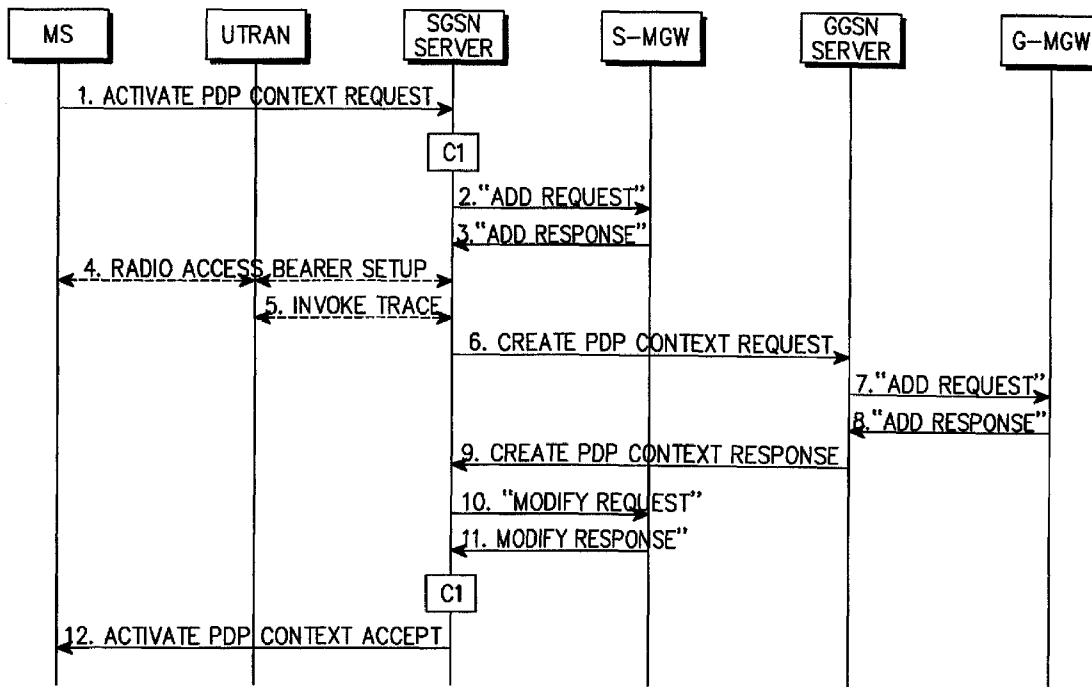 MS
UTRAN
SGSN
SERVER
S-MGW
GGSN
SERVER
G-MGW
1. ACTIVATE PDP CONTEXT REQUEST
C1
2."ADD REQUEST"
3."ADD RESPONSE"
4. RADIO ACCESS BEARER SETUP
5. INVOKE TRACE
6. CREATE PDP CONTEXT REQUEST
7."ADD REQUEST"
8."ADD RESPONSE"
9. CREATE PDP CONTEXT RESPONSE
10. "MODIFY REQUEST"
11. MODIFY RESPONSE"
C1
12. ACTIVATE PDP CONTEXT ACCEPT